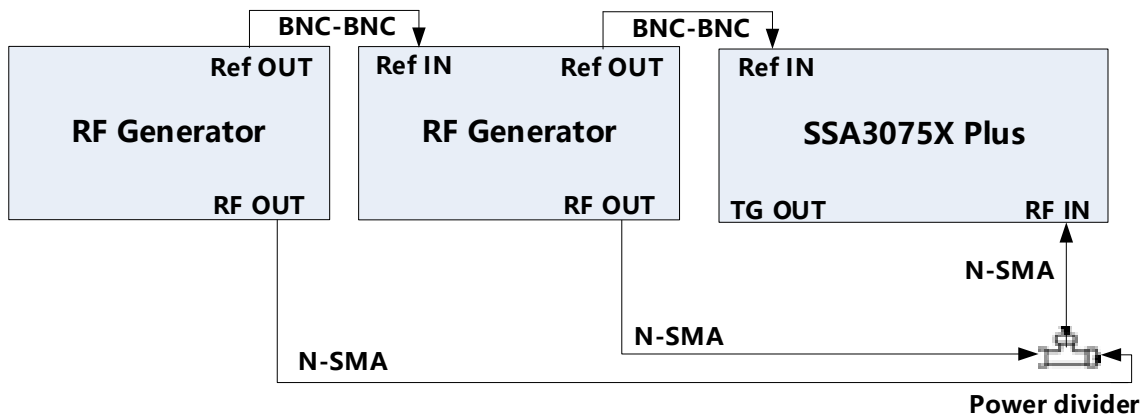 BNC-BNC
BNC-BNC
Ref OUT
Ref IN
Ref OUT
Ref IN
RF Generator
RF Generator
SSA3075X Plus
RF OUT
RF OUT
TG OUT
RF IN
N-SMA
N-SMA
N-SMA
Power divider